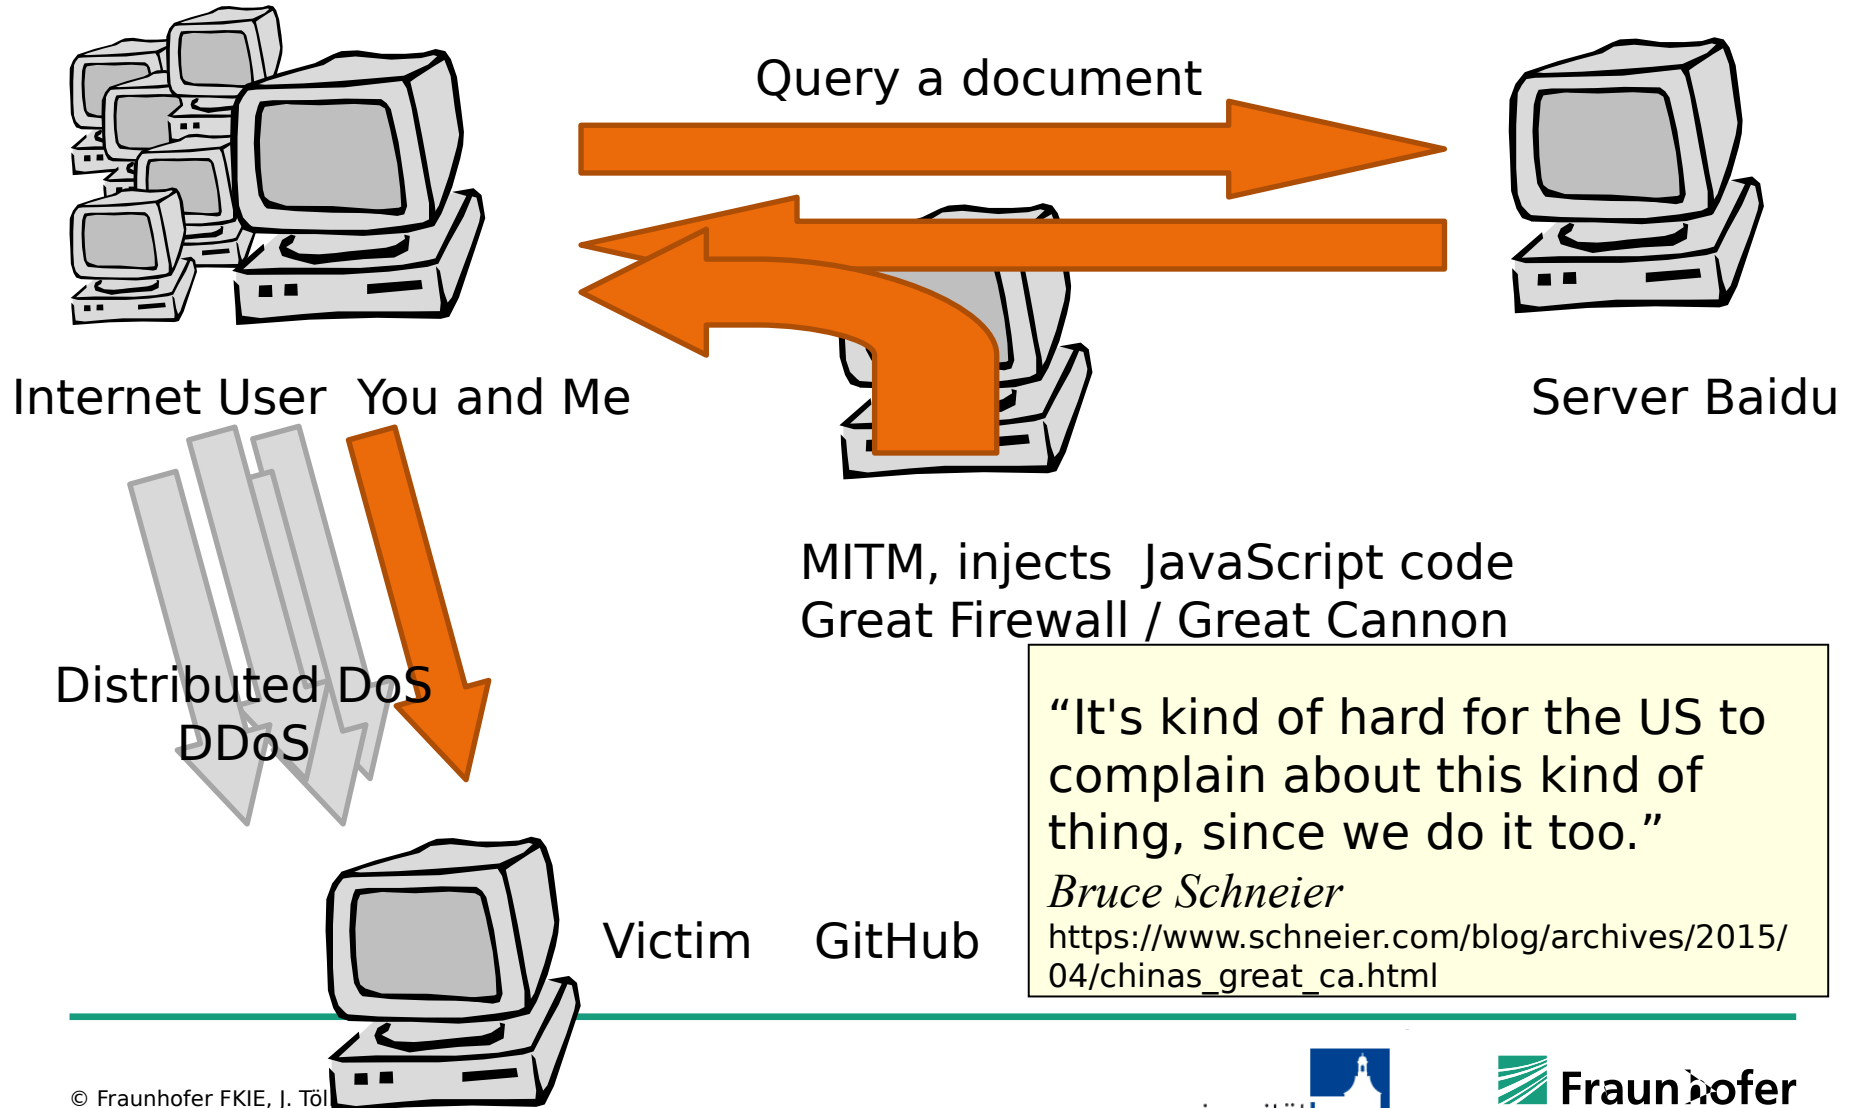 Query a document
Internet User  You and Me
Server Baidu
MITM, injects  JavaScript code
Great Firewall / Great Cannon
Distributed DoS
DDoS
“It's kind of hard for the US to
complain about this kind of
thing, since we do it too.”
Bruce Schneier
https://www.schneier.com/blog/archives/2015/
04/chinas_great_ca.html
Victim    GitHub
© Fraunhofer FKIE, J. Töl
Fraunhofer